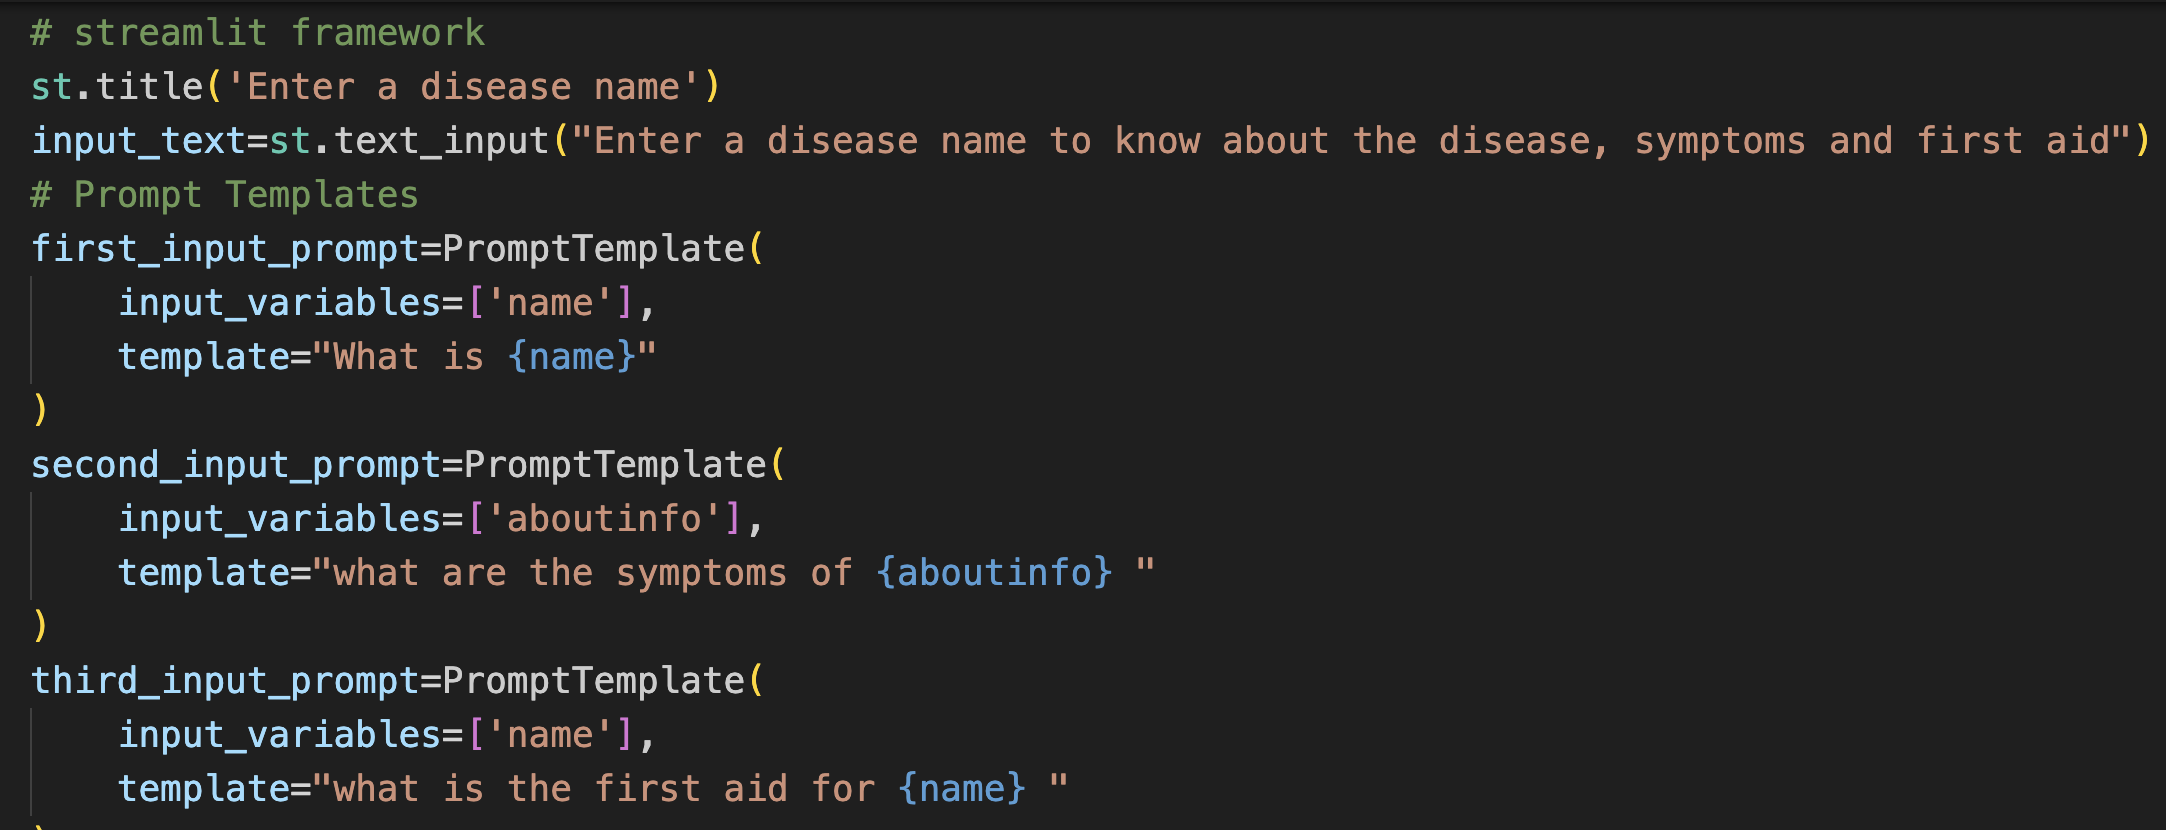 # streamlit framework
st.title('Enter a disease name')
input_text=st.text_input("Enter a disease name to know about the disease, symptoms and first aid")
# Prompt Templates
first_input_prompt=PromptTemplate(
    input_variables=['name'],
    template="What is {name}"
)
second_input_prompt=PromptTemplate(
    input_variables=['aboutinfo'],
    template="what are the symptoms of {aboutinfo} "
)
third_input_prompt=PromptTemplate(
    input_variables=['name'],
    template="what is the first aid for {name} "
)